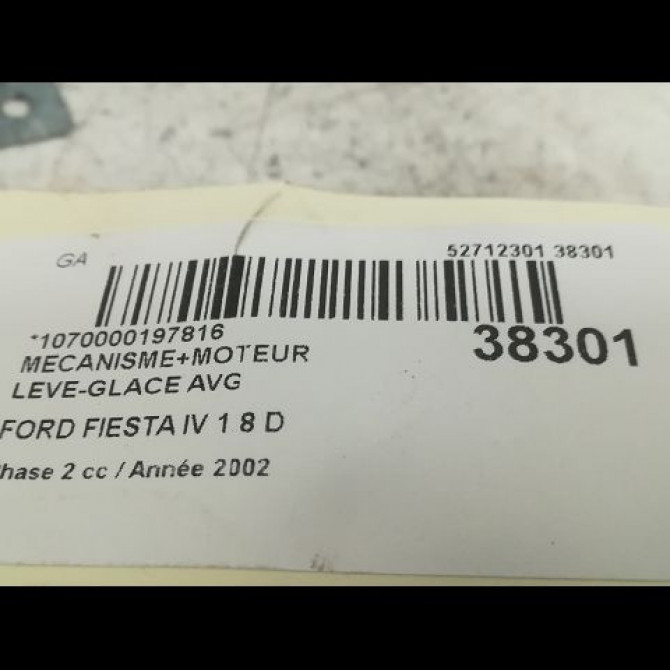 GA
52712301 38301
*1070000197816
38301
MECANISME+MOTEUR
LEVE-GLACE AVG
FORD FIESTA IV 1 8 D
hase 2 cc / Année 2002